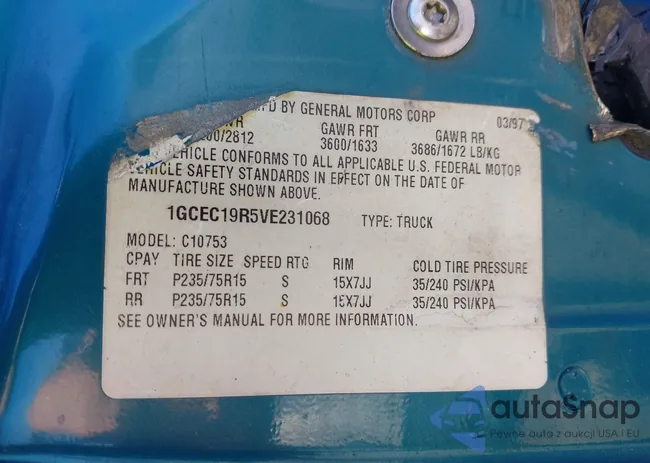 MFD BY GENERAL MOTORS CORP 03/97
GAWR FRT GAWR RR
/2812 3600/1633 3686/1672 LB/KG
VEHICLE CONFORMS TO ALL APPLICABLE U.S. FEDERAL MOTOR
VEHICLE SAFETY STANDARDS IN EFFECT ON THE DATE OF
MANUFACTURE SHOWN ABOVE.
1GCEC19R5VE231068 TYPE: TRUCK
MODEL: C10753
CPAY TIRE SIZE SPEED RTG RIM COLD TIRE PRESSURE
FRT P235/75R15 S 15X7JJ 35/240 PSI/KPA
RR P235/75R15 S 15X7JJ 35/240 PSI/KPA
SEE OWNER'S MANUAL FOR MORE INFORMATION.
autaSnap
Pewne auta z aukcji USA i EU